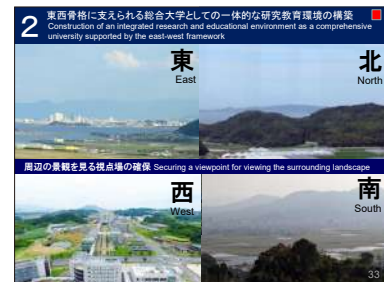 2
東西骨格に支えられる総合大学としての一体的な研究教育環境の構築
Construction of an integrated research and educational environment as a comprehensive
university supported by the east-west framework
東
East
北
North
周辺の景観を見る視点場の確保 Securing a viewpoint for viewing the surrounding landscape
西
West
南
South
33